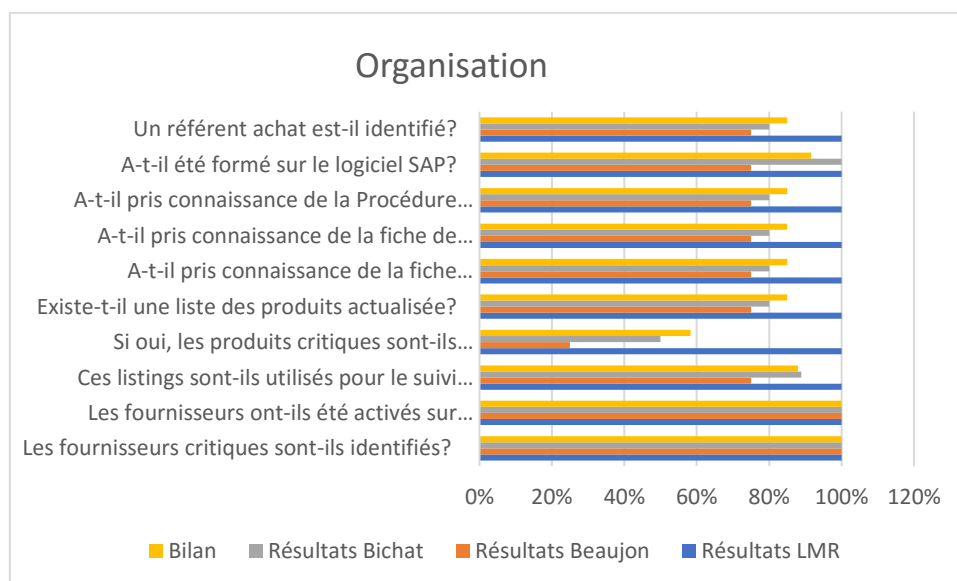 Organisation
Un référent achat est-il identifié?
A-t-il été formé sur le logiciel SAP?
A-t-il pris connaissance de la Procédure...
A-t-il pris connaissance de la fiche de...
A-t-il pris connaissance de la fiche...
Existe-t-il une liste des produits actualisée?
Si oui, les produits critiques sont-ils...
Ces listings sont-ils utilisés pour le suivi...
Les fournisseurs ont-ils été activés sur...
Les fournisseurs critiques sont-ils identifiés?
0% 20% 40% 60% 80% 100% 120%
Bilan Résultats Bichat Résultats Beaujon Résultats LMR